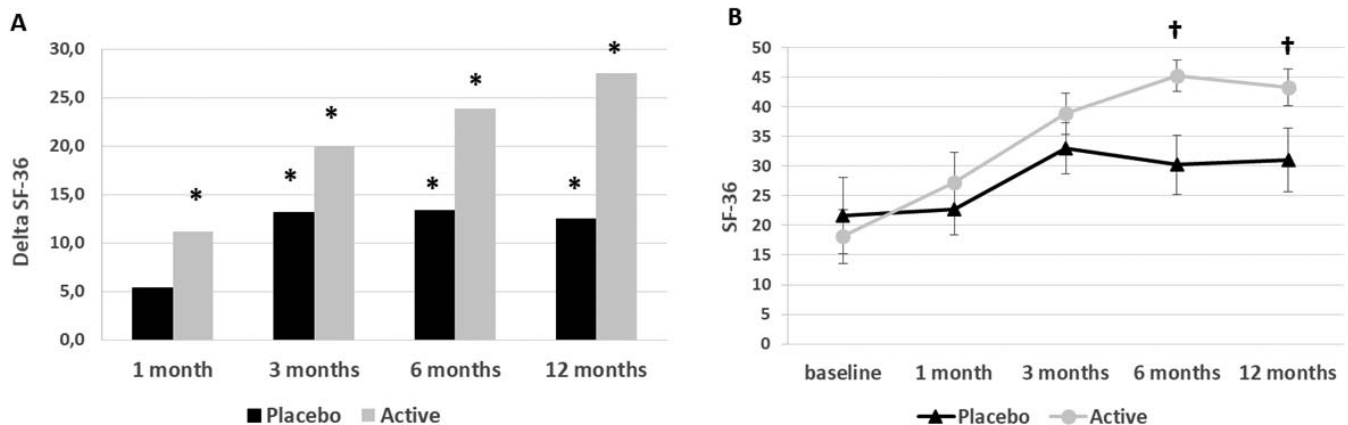 A
Delta SF-36
30,0
25,0
20,0
15,0
10,0
5,0
0,0
*
* *
* *
* *
1 month 3 months 6 months 12 months
Placebo Active
B
SF-36
50
45
40
35
30
25
20
15
10
5
0
† †
baseline 1 month 3 months 6 months 12 months
Placebo Active